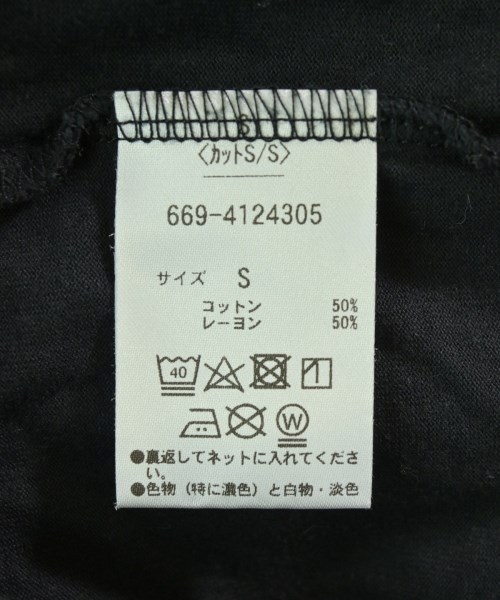 S
〈カットS/S〉
669-4124305
サイズ S
コットン 50%
レーヨン 50%
40
W
●裏返してネットに入れてくださ
い。
●色物（特に濃色）と白物・淡色